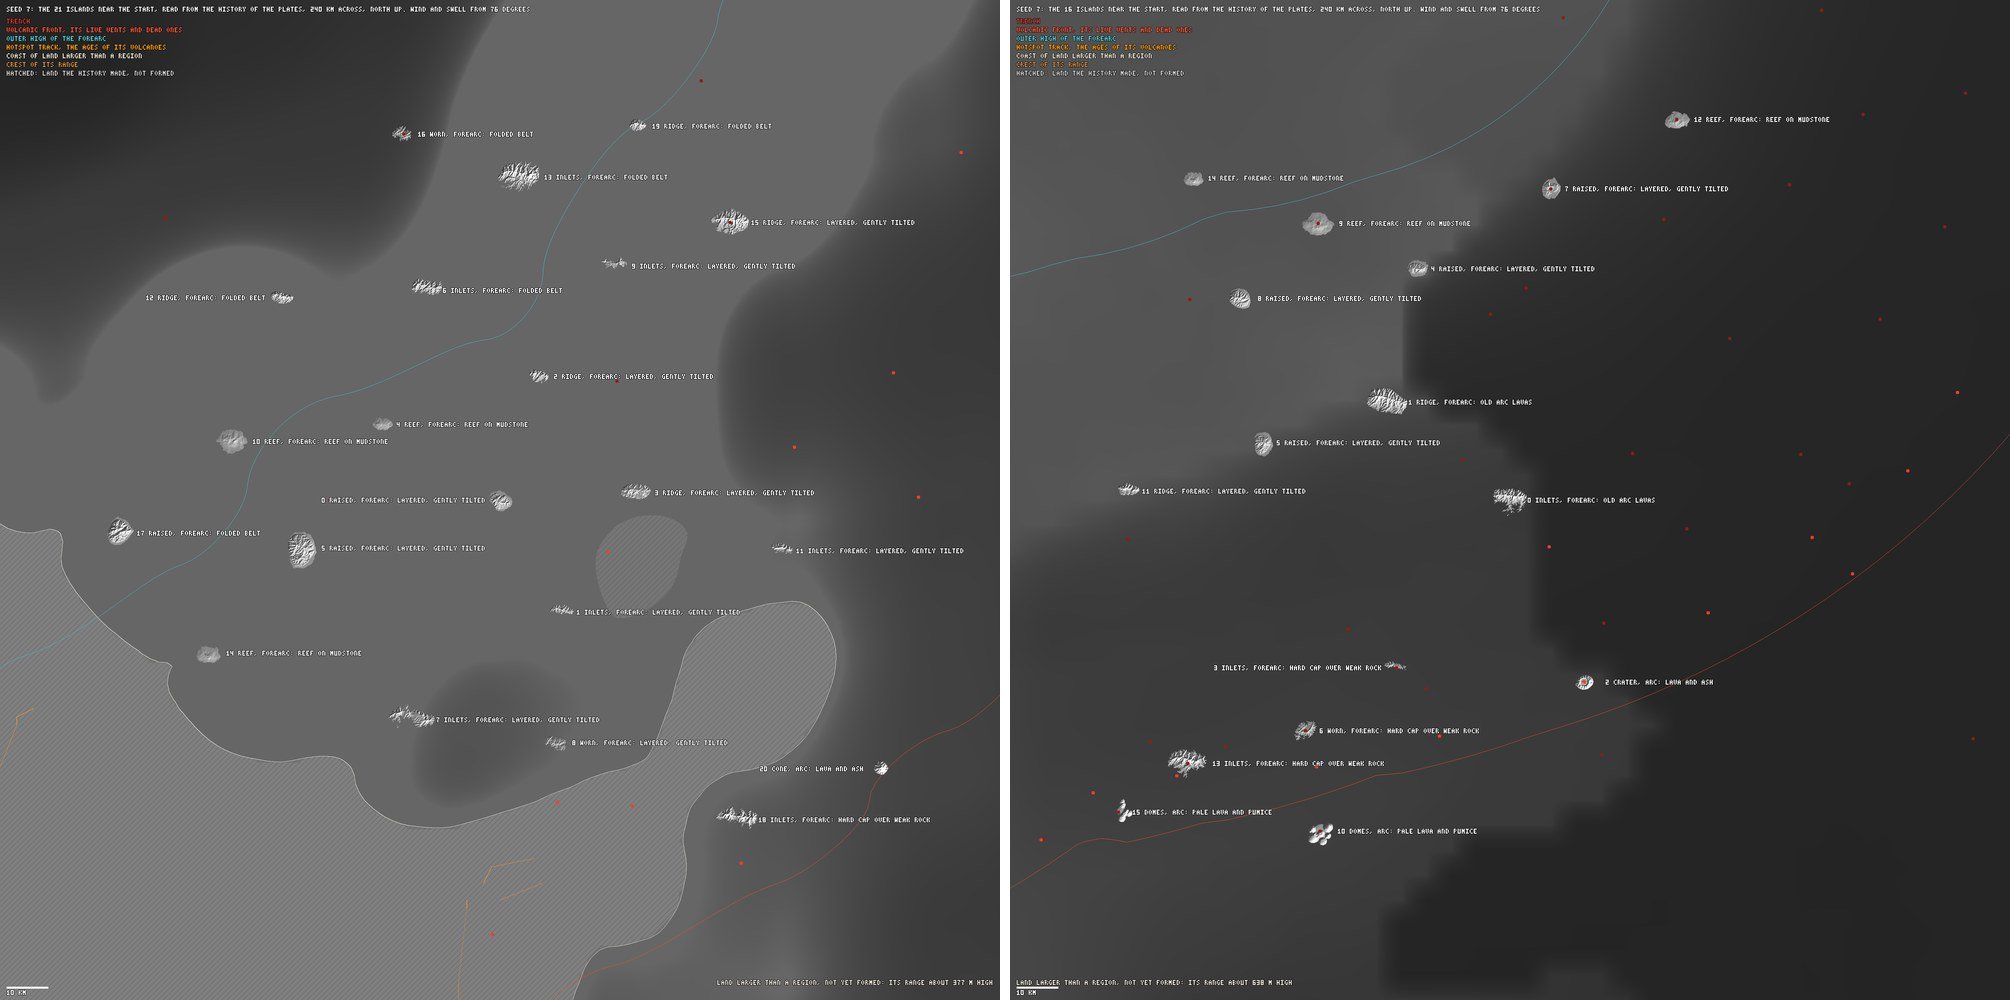 SEED 7: THE 21 ISLANDS NEAR THE START, READ FROM THE HISTORY OF THE PLATES, 240 KM ACROSS, NORTH UP. WIND AND SWELL FROM 76 DEGREES
TRENCH
VOLCANIC FRONT, ITS LIVE VENTS AND DEAD ONES
OUTER HIGH OF THE FOREARC
HOTSPOT TRACK, THE AGES OF ITS VOLCANOES
COAST OF LAND LARGER THAN A REGION
CREST OF ITS RANGE
HATCHED: LAND THE HISTORY MADE, NOT FORMED
19 RIDGE, FOREARC: FOLDED BELT
16 WORN, FOREARC: FOLDED BELT
13 INLETS, FOREARC: FOLDED BELT
15 RIDGE, FOREARC: LAYERED, GENTLY TILTED
9 INLETS, FOREARC: LAYERED, GENTLY TILTED
6 INLETS, FOREARC: FOLDED BELT
12 RIDGE, FOREARC: FOLDED BELT
2 RIDGE, FOREARC: LAYERED, GENTLY TILTED
4 REEF, FOREARC: REEF ON MUDSTONE
10 REEF, FOREARC: REEF ON MUDSTONE
3 RIDGE, FOREARC: LAYERED, GENTLY TILTED
0 RAISED, FOREARC: LAYERED, GENTLY TILTED
17 RAISED, FOREARC: FOLDED BELT
5 RAISED, FOREARC: LAYERED, GENTLY TILTED
11 INLETS, FOREARC: LAYERED, GENTLY TILTED
1 INLETS, FOREARC: LAYERED, GENTLY TILTED
14 REEF, FOREARC: REEF ON MUDSTONE
7 INLETS, FOREARC: LAYERED, GENTLY TILTED
8 WORN, FOREARC: LAYERED, GENTLY TILTED
20 CONE, ARC: LAVA AND ASH
18 INLETS, FOREARC: HARD CAP OVER WEAK ROCK
LAND LARGER THAN A REGION, NOT YET FORMED: ITS RANGE ABOUT 377 M HIGH
10 KM
SEED 7: THE 16 ISLANDS NEAR THE START, READ FROM THE HISTORY OF THE PLATES, 240 KM ACROSS, NORTH UP. WIND AND SWELL FROM 76 DEGREES
TRENCH
VOLCANIC FRONT, ITS LIVE VENTS AND DEAD ONES
OUTER HIGH OF THE FOREARC
HOTSPOT TRACK, THE AGES OF ITS VOLCANOES
COAST OF LAND LARGER THAN A REGION
CREST OF ITS RANGE
HATCHED: LAND THE HISTORY MADE, NOT FORMED
12 REEF, FOREARC: REEF ON MUDSTONE
14 REEF, FOREARC: REEF ON MUDSTONE
7 RAISED, FOREARC: LAYERED, GENTLY TILTED
9 REEF, FOREARC: REEF ON MUDSTONE
4 RAISED, FOREARC: LAYERED, GENTLY TILTED
8 RAISED, FOREARC: LAYERED, GENTLY TILTED
1 RIDGE, FOREARC: OLD ARC LAVAS
5 RAISED, FOREARC: LAYERED, GENTLY TILTED
11 RIDGE, FOREARC: LAYERED, GENTLY TILTED
0 INLETS, FOREARC: OLD ARC LAVAS
3 INLETS, FOREARC: HARD CAP OVER WEAK ROCK
2 CRATER, ARC: LAVA AND ASH
6 WORN, FOREARC: HARD CAP OVER WEAK ROCK
13 INLETS, FOREARC: HARD CAP OVER WEAK ROCK
15 DOMES, ARC: PALE LAVA AND PUMICE
10 DOMES, ARC: PALE LAVA AND PUMICE
LAND LARGER THAN A REGION, NOT YET FORMED: ITS RANGE ABOUT 638 M HIGH
10 KM